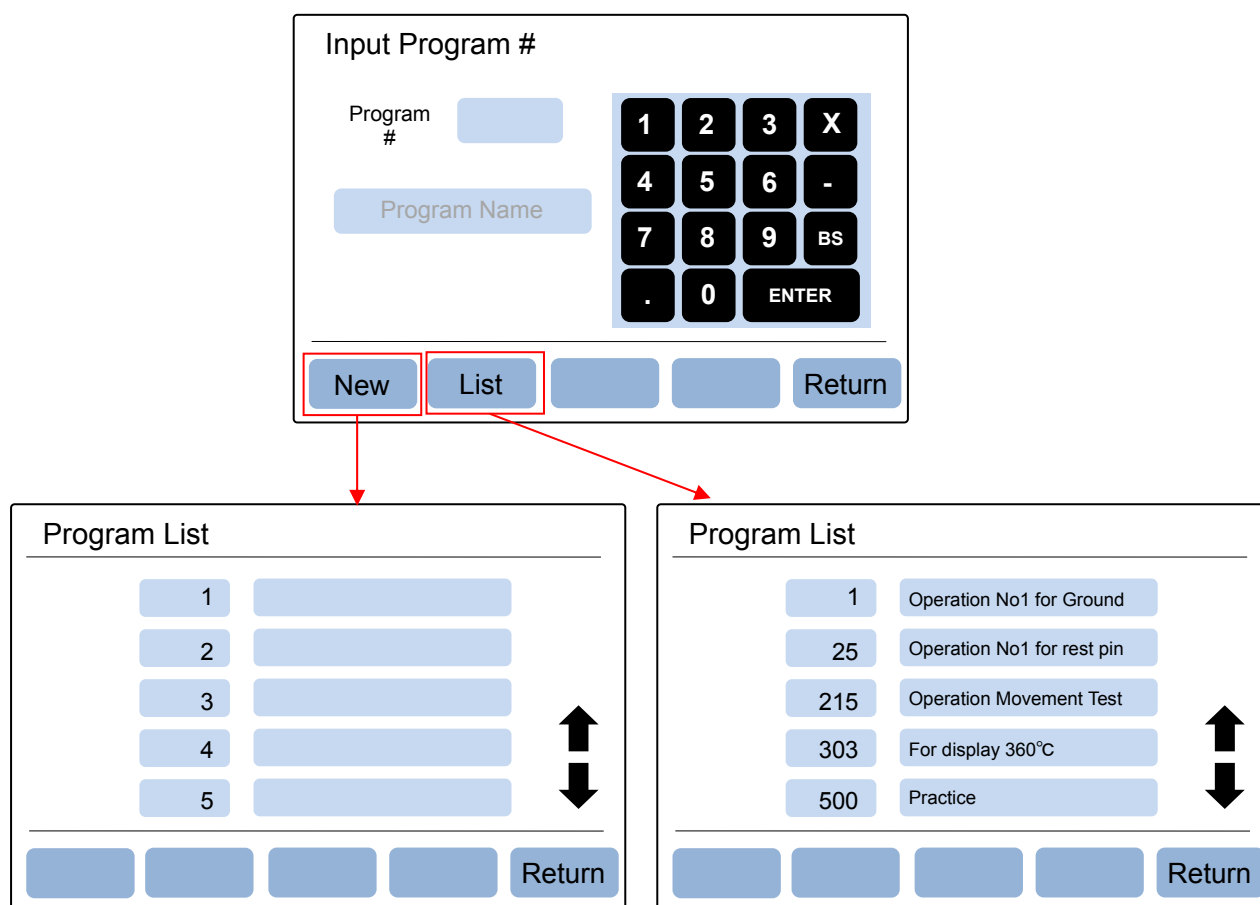 Input Program #
Program
#
Program Name
1 2 3 X
4 5 6 -
7 8 9 BS
. 0 ENTER
New List Return
Program List
1
2
3
4
5
Return
Program List
1 Operation No1 for Ground
25 Operation No1 for rest pin
215 Operation Movement Test
303 For display 360℃
500 Practice
Return